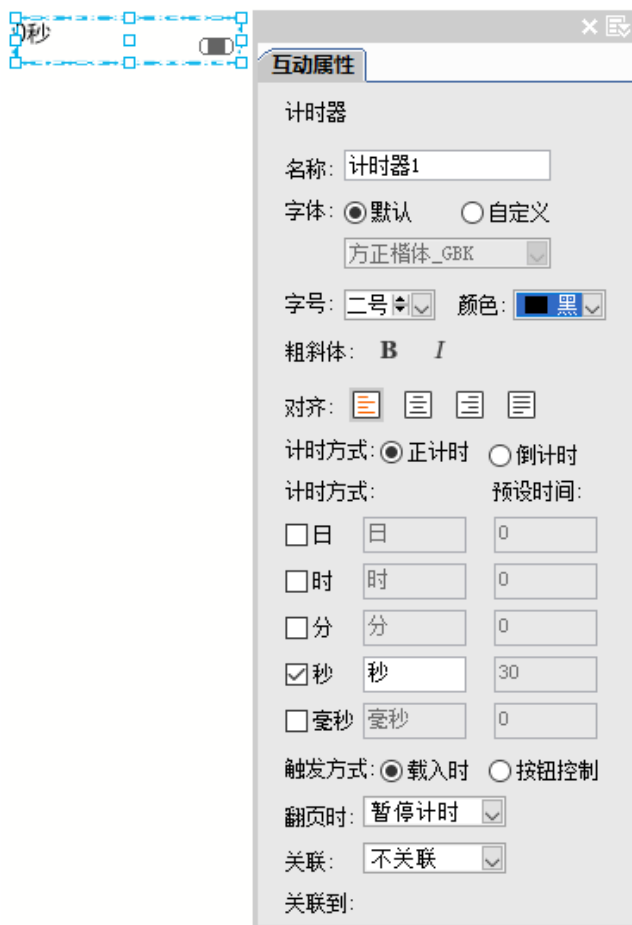 0秒
互动属性
计时器
名称: 计时器1
字体: 默认 自定义
方正楷体_GBK
字号: 二号 颜色: 黑
粗斜体: B I
对齐:
计时方式: 正计时 倒计时
计时方式: 预设时间:
日 日 0
时 时 0
分 分 0
秒 秒 30
毫秒 毫秒 0
触发方式: 载入时 按钮控制
翻页时: 暂停计时
关联: 不关联
关联到: